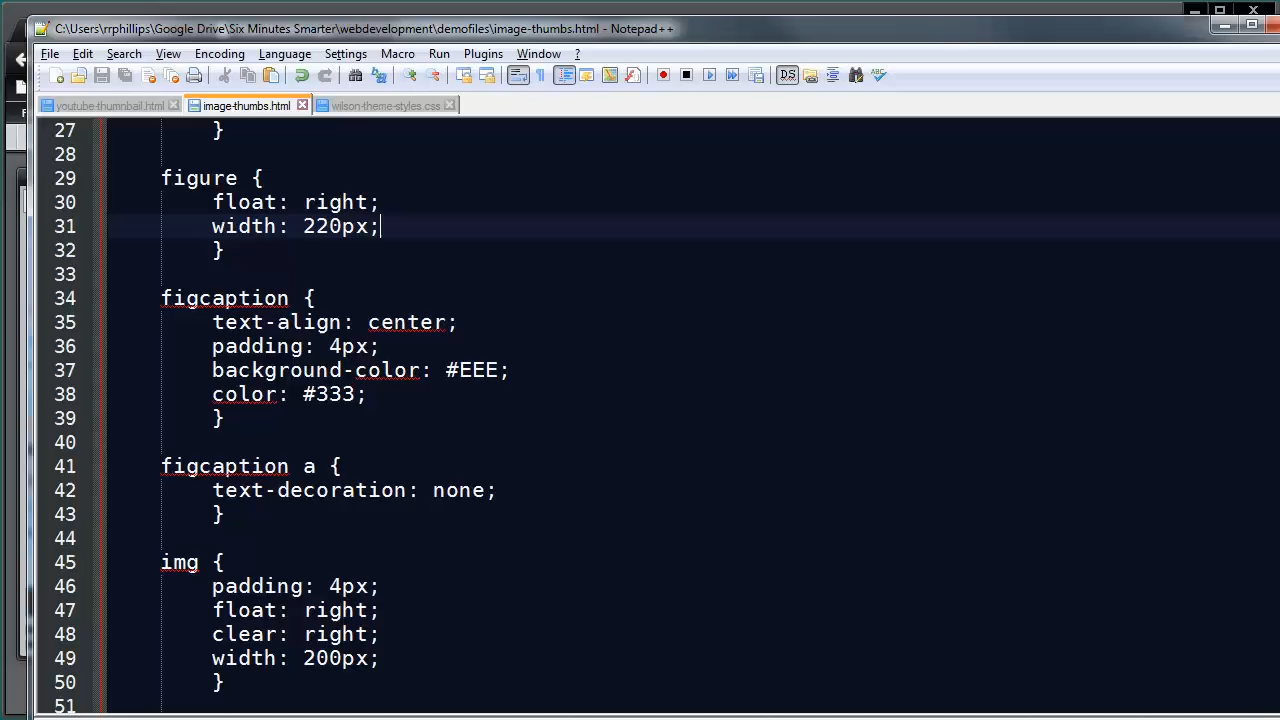 C:\Users\rrphillips\Google Drive\Six Minutes Smarter\webdevelopment\demofiles\image-thumbs.html - Notepad++
File Edit Search View Encoding Language Settings Macro Run Plugins Window ?
youtube-thumnbail.html image-thumbs.html wilson-theme-styles.css
27 }
28
29 figure {
30 float: right;
31 width: 220px;
32 }
33
34 figcaption {
35 text-align: center;
36 padding: 4px;
37 background-color: #EEE;
38 color: #333;
39 }
40
41 figcaption a {
42 text-decoration: none;
43 }
44
45 img {
46 padding: 4px;
47 float: right;
48 clear: right;
49 width: 200px;
50 }
51